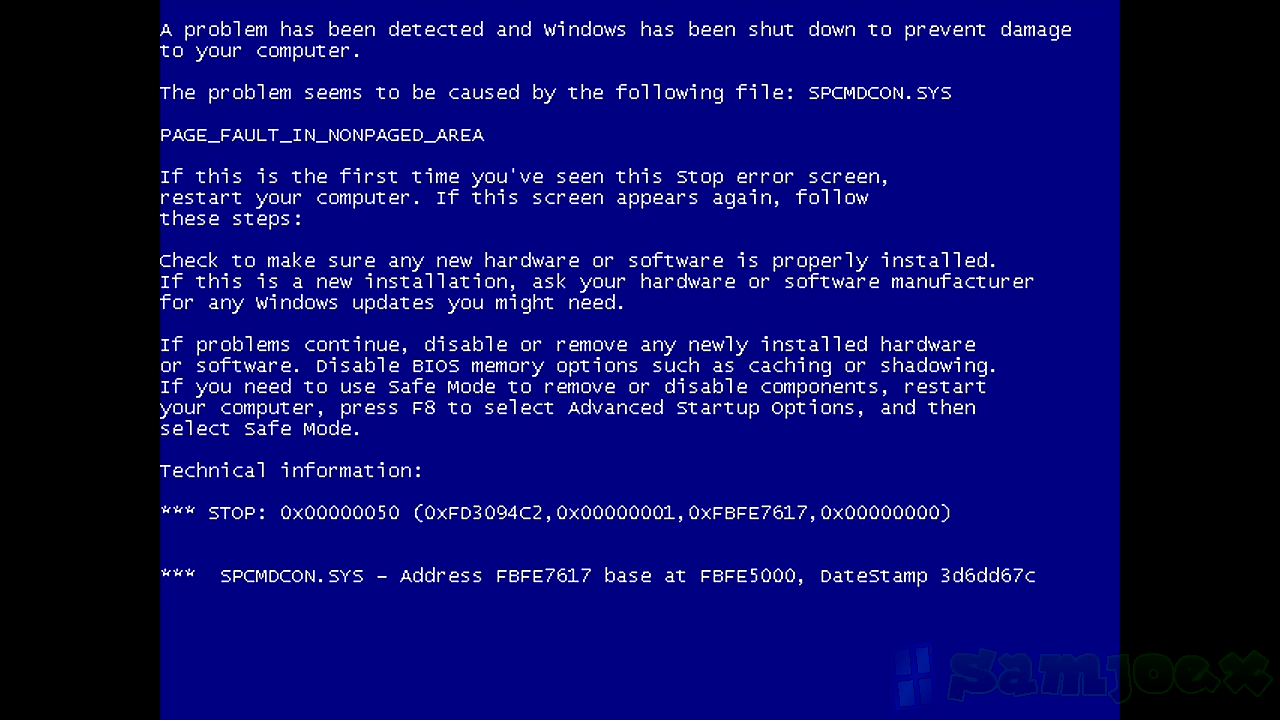 A problem has been detected and Windows has been shut down to prevent damage
to your computer.
The problem seems to be caused by the following file: SPCMDCON.SYS
PAGE_FAULT_IN_NONPAGED_AREA
If this is the first time you've seen this Stop error screen,
restart your computer. If this screen appears again, follow
these steps:
Check to make sure any new hardware or software is properly installed.
If this is a new installation, ask your hardware or software manufacturer
for any Windows updates you might need.
If problems continue, disable or remove any newly installed hardware
or software. Disable BIOS memory options such as caching or shadowing.
If you need to use Safe Mode to remove or disable components, restart
your computer, press F8 to select Advanced Startup Options, and then
select Safe Mode.
Technical information:
*** STOP: 0x00000050 (0xFD3094C2,0x00000001,0xFBFE7617,0x00000000)
***  SPCMDCON.SYS – Address FBFE7617 base at FBFE5000, DateStamp 3d6dd67c
Samjoex